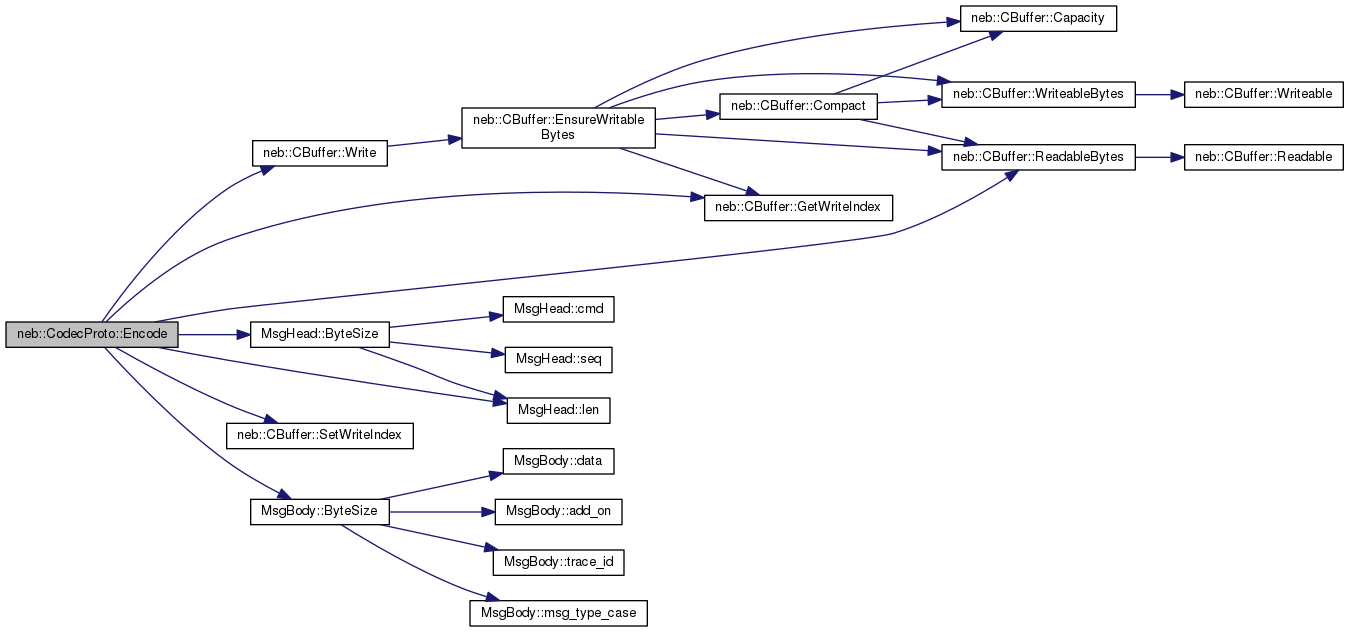 neb::CBuffer::Capacity
neb::CBuffer::WriteableBytes
neb::CBuffer::Writeable
neb::CBuffer::Compact
neb::CBuffer::EnsureWritable
Bytes
neb::CBuffer::Write
neb::CBuffer::ReadableBytes
neb::CBuffer::Readable
neb::CBuffer::GetWriteIndex
MsgHead::cmd
neb::CodecProto::Encode
MsgHead::ByteSize
MsgHead::seq
MsgHead::len
neb::CBuffer::SetWriteIndex
MsgBody::data
MsgBody::ByteSize
MsgBody::add_on
MsgBody::trace_id
MsgBody::msg_type_case